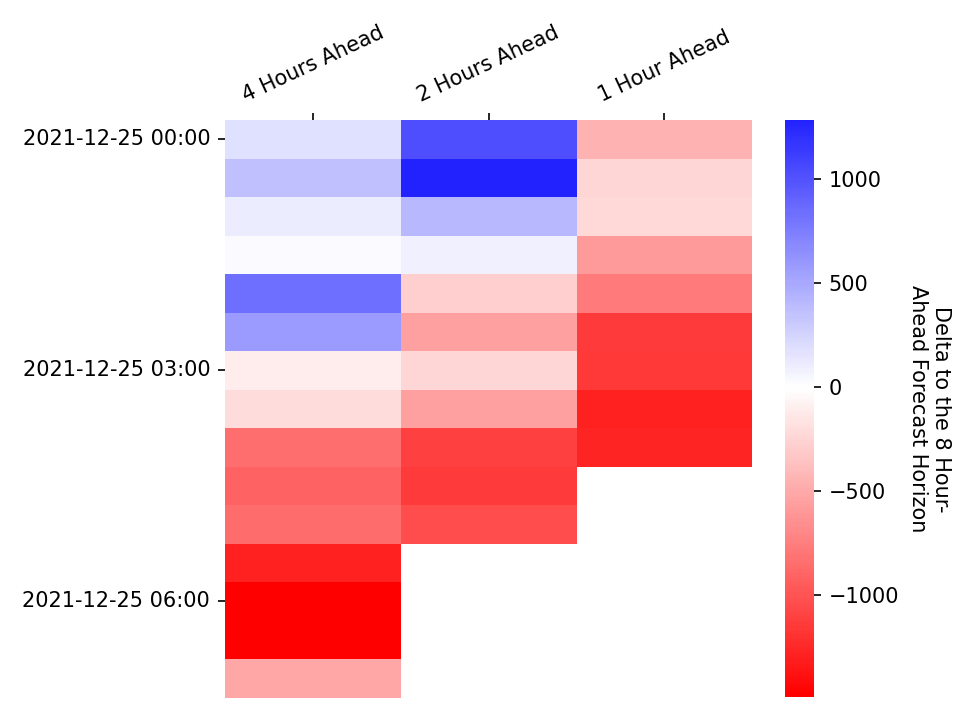 4 Hours Ahead
2 Hours Ahead
1 Hour Ahead
2021-12-25 00:00
2021-12-25 03:00
2021-12-25 06:00
1000
500
0
−500
−1000
Delta to the 8 Hour-
Ahead Forecast Horizon